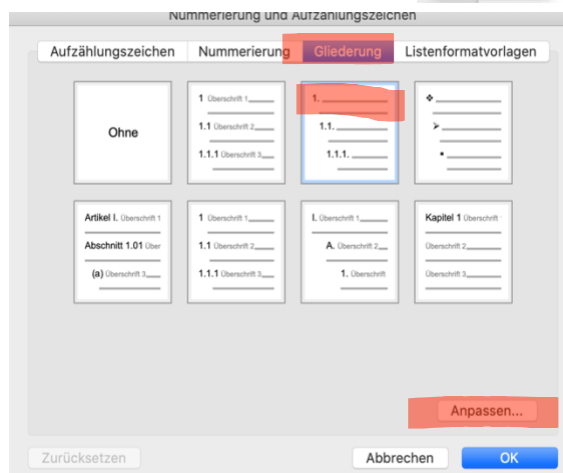 Nummerierung und Aufzählungszeichen
Aufzählungszeichen Nummerierung Gliederung Listenformatvorlagen
Ohne
1 Überschrift 1
1.1 Überschrift 2
1.1.1 Überschrift 3
1.
1.1.
1.1.1.
Artikel I. Überschrift 1
Abschnitt 1.01 Über
(a) Überschrift 3
1 Überschrift 1
1.1 Überschrift 2
1.1.1 Überschrift 3
I. Überschrift 1
A. Überschrift 2
1. Überschrift
Kapitel 1 Überschrift
Überschrift 2
Überschrift 3
Anpassen...
Zurücksetzen Abbrechen OK